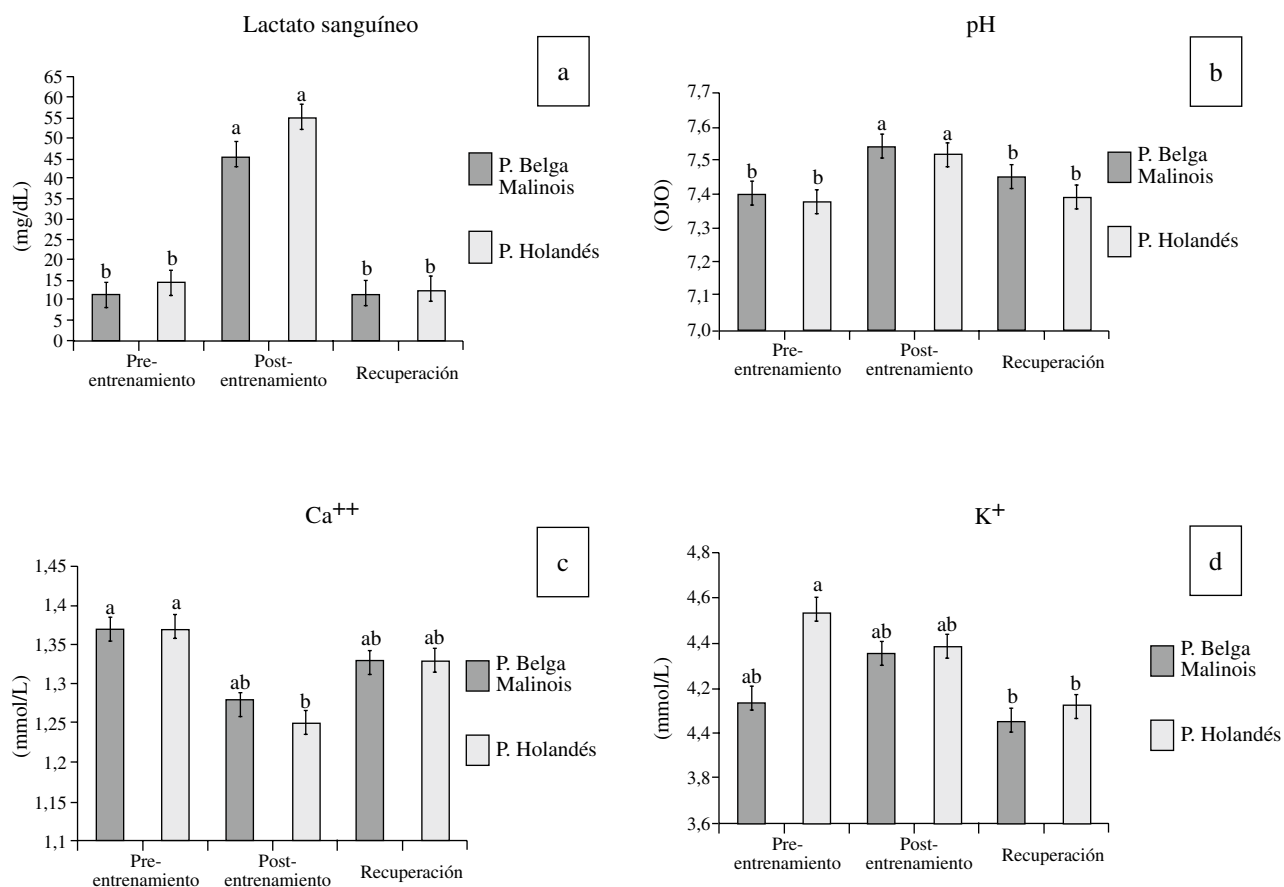 Lactato sanguíneo
a
65
60
55
50
45
40
35
30
25
20
15
10
5
0
(mg/dL)
b
b
a
a
b
b
Pre-
entrenamiento
Post-
entrenamiento
Recuperación
P. Belga
Malinois
P. Holandés
pH
b
7,7
7,6
7,5
7,4
7,3
7,2
7,1
7,0
(OJO)
b
b
a
a
b
b
Pre-
entrenamiento
Post-
entrenamiento
Recuperación
P. Belga
Malinois
P. Holandés
Ca++
c
1,45
1,4
1,35
1,3
1,25
1,2
1,15
1,1
(mmol/L)
a
a
ab
b
ab
ab
Pre-
entrenamiento
Post-
entrenamiento
Recuperación
P. Belga
Malinois
P. Holandés
K+
d
4,8
4,6
4,4
4,2
4,4
3,8
3,6
(mmol/L)
ab
a
ab
ab
b
b
Pre-
entrenamiento
Post-
entrenamiento
Recuperación
P. Belga
Malinois
P. Holandés